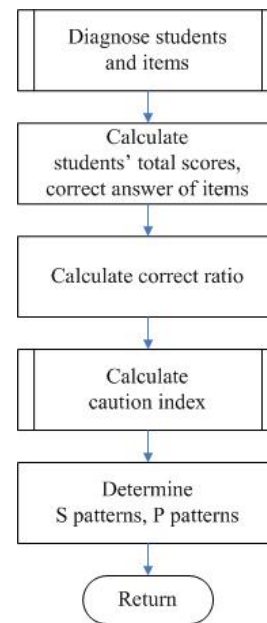 Diagnose students
and items
Calculate
students’ total scores,
correct answer of items
Calculate correct ratio
Calculate
caution index
Determine
S patterns, P patterns
Return